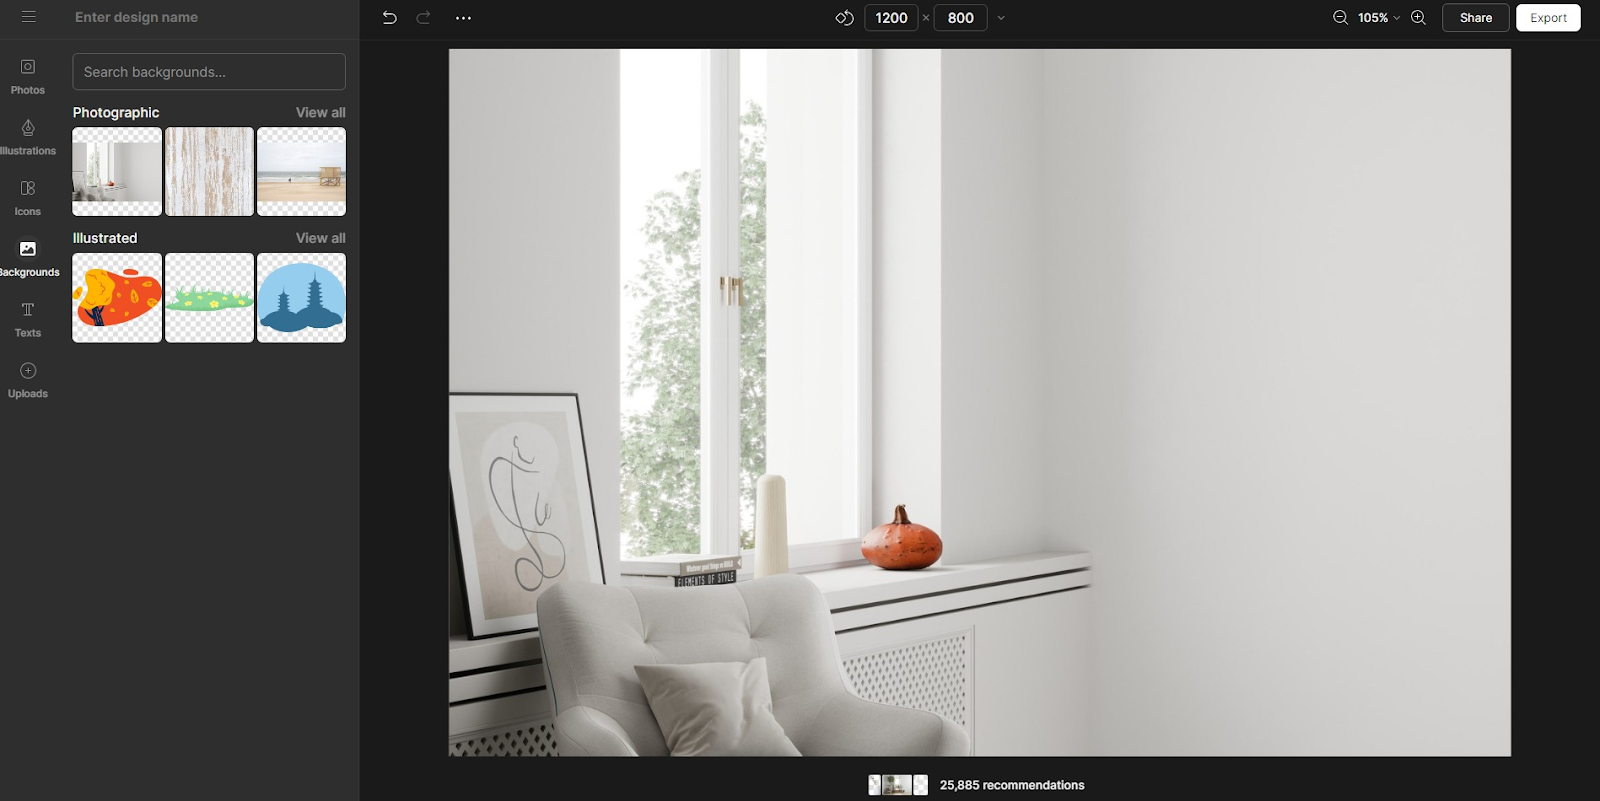 Enter design name
1200 × 800
105%
Share
Export
Photos
Illustrations
Icons
Backgrounds
Texts
Uploads
Search backgrounds...
Photographic
View all
Illustrated
View all
ELEMENTS OF STYLE
25,885 recommendations